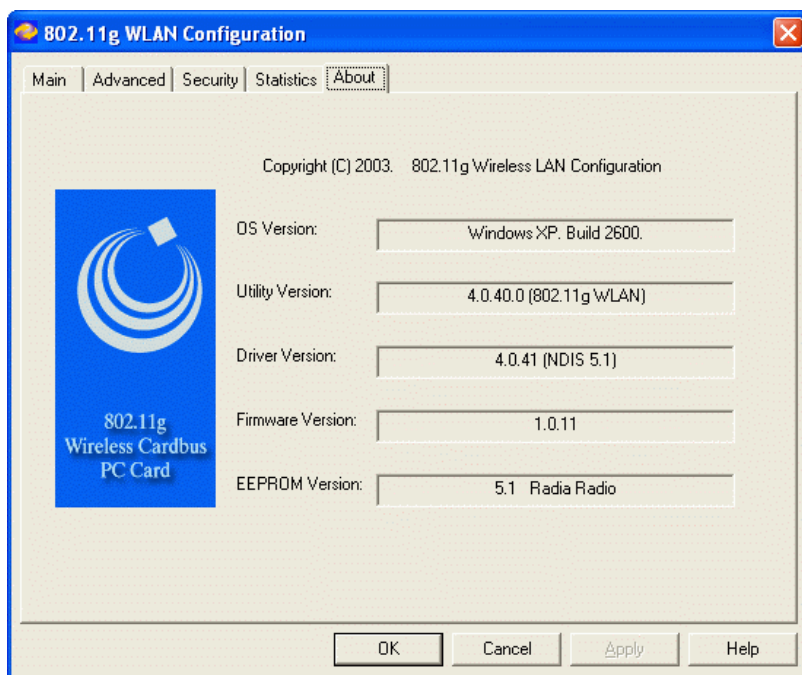 802.11g WLAN Configuration
Main Advanced Security Statistics About
Copyright (C) 2003. 802.11g Wireless LAN Configuration
OS Version: Windows XP. Build 2600.
Utility Version: 4.0.40.0 (802.11g WLAN)
Driver Version: 4.0.41 (NDIS 5.1)
Firmware Version: 1.0.11
EEPROM Version: 5.1 Radia Radio
802.11g
Wireless Cardbus
PC Card
OK Cancel Apply Help